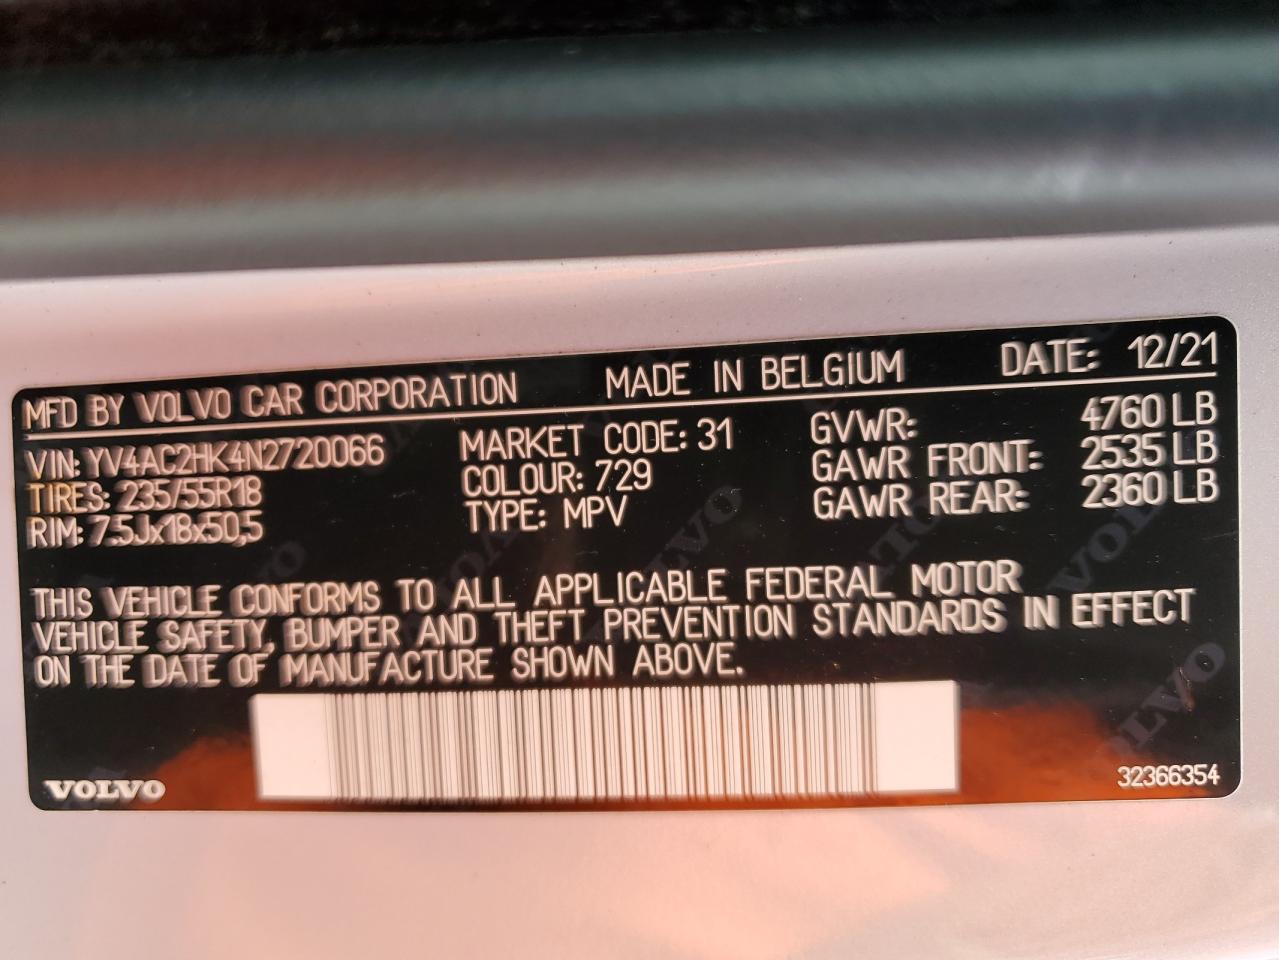 MFD BY VOLVO CAR CORPORATION MADE IN BELGIUM DATE: 12/21
VIN: YV4AC2HK4N2720066 MARKET CODE: 31 GVWR: 4760 LB
TIRES: 235/55R18 COLOUR: 729 GAWR FRONT: 2535 LB
RIM: 7.5Jx18x50,5 TYPE: MPV GAWR REAR: 2360 LB
THIS VEHICLE CONFORMS TO ALL APPLICABLE FEDERAL MOTOR
VEHICLE SAFETY, BUMPER AND THEFT PREVENTION STANDARDS IN EFFECT
ON THE DATE OF MANUFACTURE SHOWN ABOVE.
VOLVO 32366354